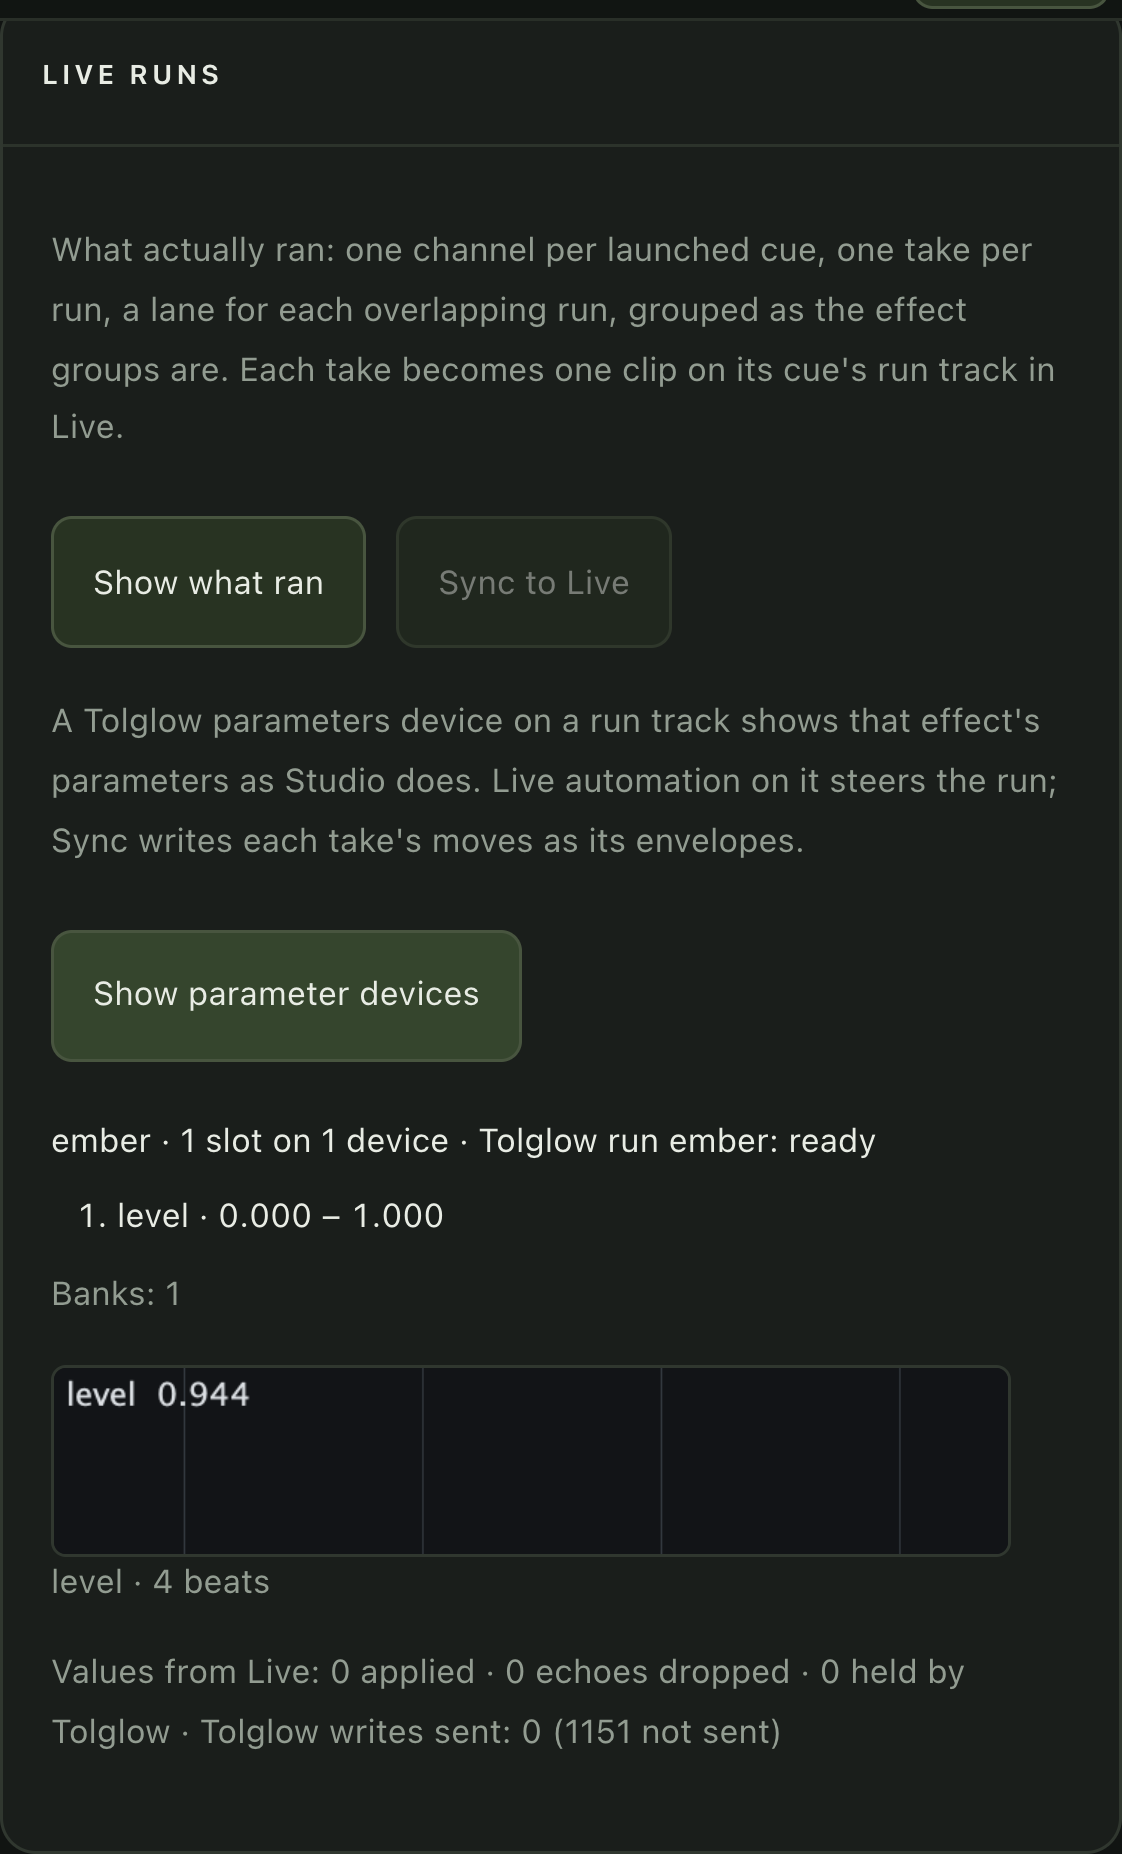 LIVE RUNS
What actually ran: one channel per launched cue, one take per
run, a lane for each overlapping run, grouped as the effect
groups are. Each take becomes one clip on its cue's run track in
Live.
Show what ran
Sync to Live
A Tolglow parameters device on a run track shows that effect's
parameters as Studio does. Live automation on it steers the run;
Sync writes each take's moves as its envelopes.
Show parameter devices
ember · 1 slot on 1 device · Tolglow run ember: ready
1. level · 0.000 – 1.000
Banks: 1
level 0.944
level · 4 beats
Values from Live: 0 applied · 0 echoes dropped · 0 held by
Tolglow · Tolglow writes sent: 0 (1151 not sent)